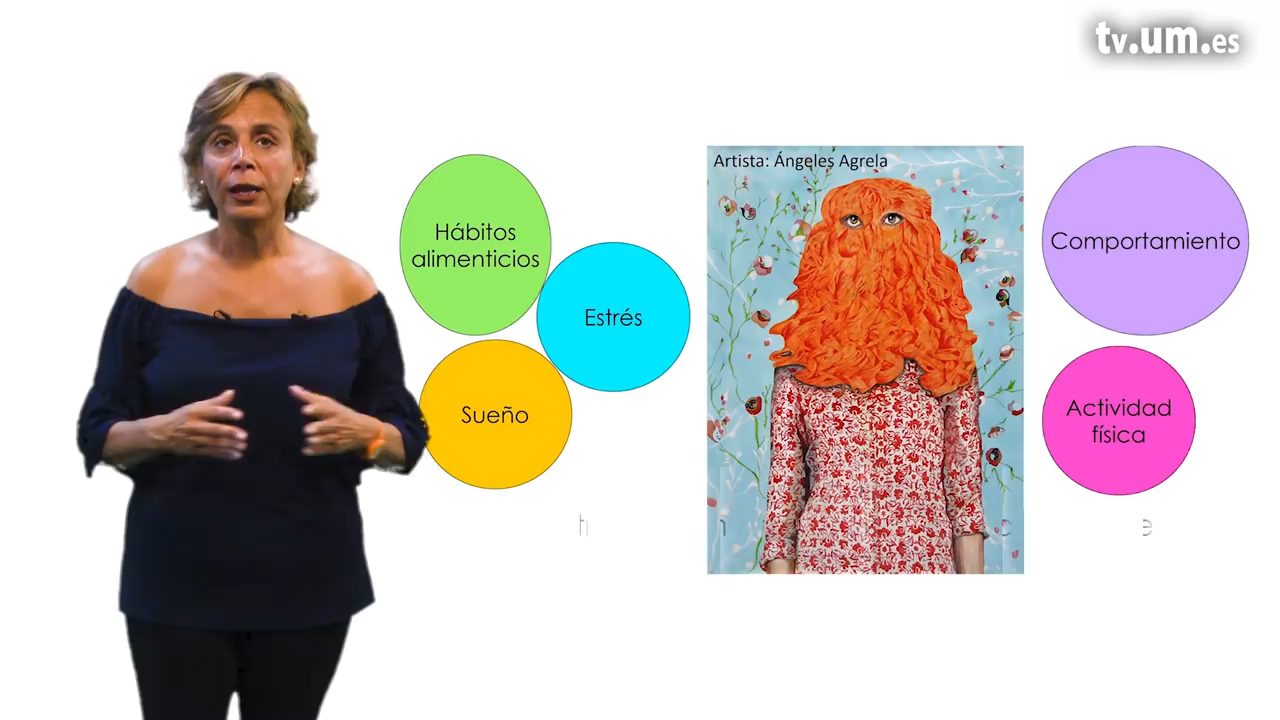 tv.um.es
Artista: Ángeles Agrela
Hábitos
alimenticios
Estrés
Sueño
Comportamiento
Actividad
física